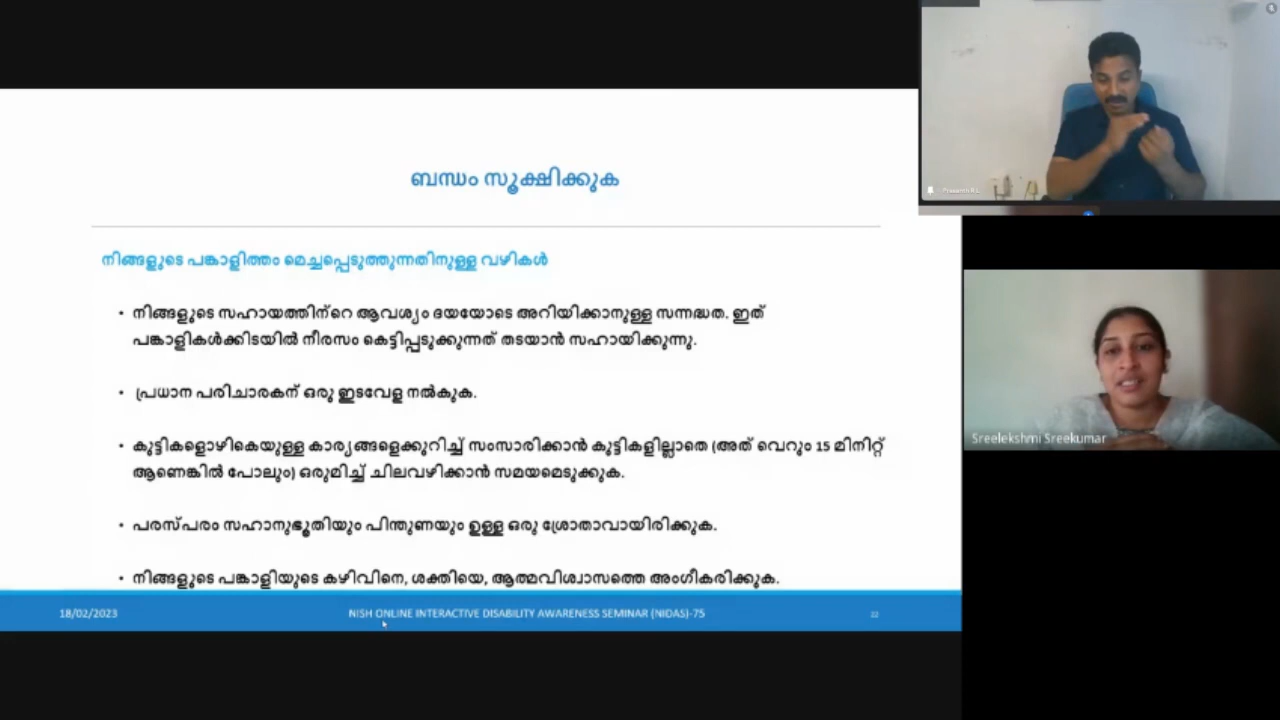 ബന്ധം സൂക്ഷിക്കുക
നിങ്ങളുടെ പങ്കാളിത്തം മെച്ചപ്പെടുത്തുന്നതിനുള്ള വഴികൾ
• നിങ്ങളുടെ സഹായത്തിന്റെ ആവശ്യം ദയയോടെ അറിയിക്കാനുള്ള സന്നദ്ധത. ഇത്
പങ്കാളികൾക്കിടയിൽ നീരസം കെട്ടിപ്പടുക്കുന്നത് തടയാൻ സഹായിക്കുന്നു.
• പ്രധാന പരിചാരകന് ഒരു ഇടവേള നൽകുക.
• കുട്ടികളൊഴികെയുള്ള കാര്യങ്ങളെക്കുറിച്ച് സംസാരിക്കാൻ കുട്ടികളില്ലാതെ (അത് വെറും 15 മിനിറ്റ്
ആണെങ്കിൽ പോലും) ഒരുമിച്ച് ചിലവഴിക്കാൻ സമയമെടുക്കുക.
• പരസ്പരം സഹാനുഭൂതിയും പിന്തുണയും ഉള്ള ഒരു ശ്രോതാവായിരിക്കുക.
• നിങ്ങളുടെ പങ്കാളിയുടെ കഴിവിനെ, ശക്തിയെ, ആത്മവിശ്വാസത്തെ അംഗീകരിക്കുക.
18/02/2023 NISH ONLINE INTERACTIVE DISABILITY AWARENESS SEMINAR (NIDAS)-75 22
Sreelekshmi Sreekumar